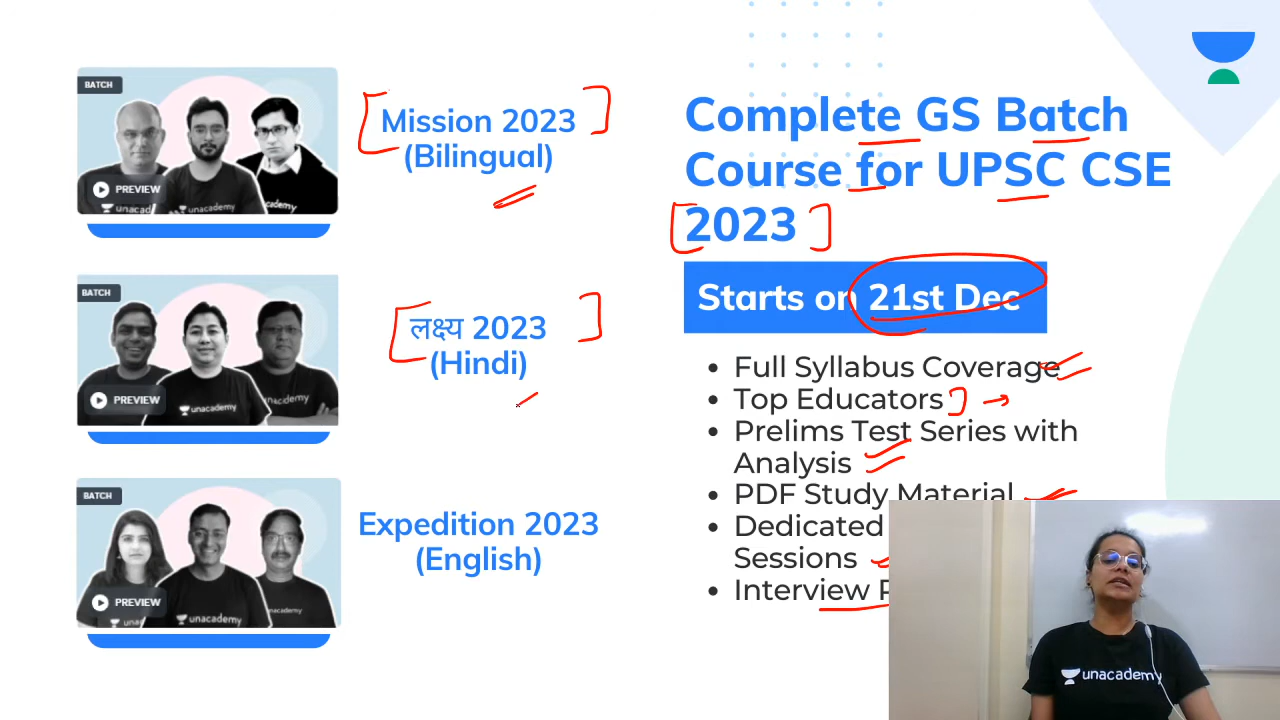 BATCH
PREVIEW
unacademy
Mission 2023
(Bilingual)
BATCH
PREVIEW
unacademy
लक्ष्य 2023
(Hindi)
BATCH
PREVIEW
unacademy
Expedition 2023
(English)
Complete GS Batch
Course for UPSC CSE
2023
Starts on 21st Dec
• Full Syllabus Coverage
• Top Educators
• Prelims Test Series with
Analysis
• PDF Study Material
• Dedicated
Sessions
• Interview
unacademy